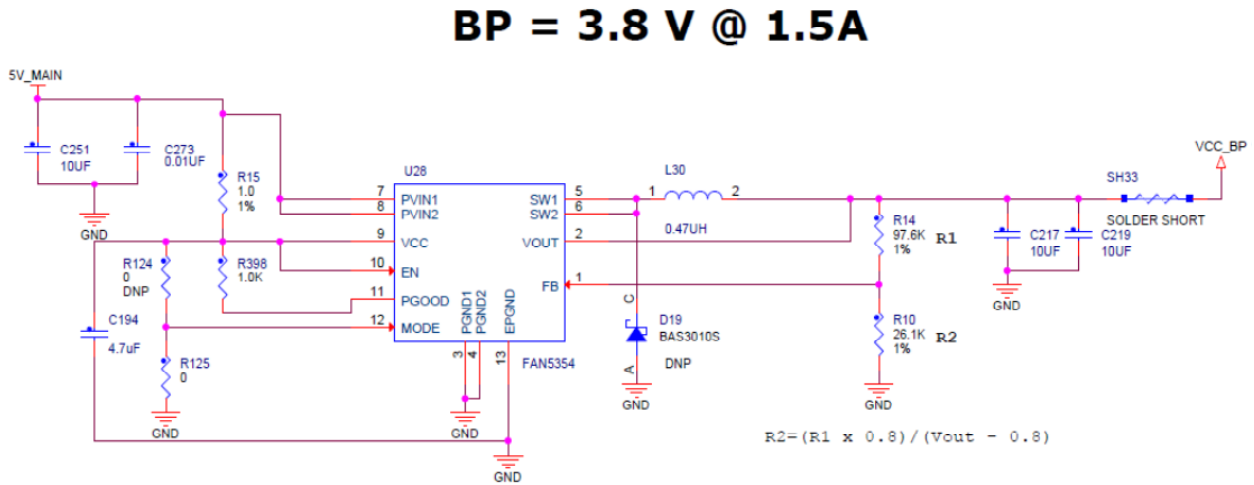 BP = 3.8 V @ 1.5A
5V_MAIN
C251
10UF
C273
0.01UF
R15
1.0
1%
U28
7 PVIN1
8 PVIN2
9 VCC
10 EN
11 PGOOD
12 MODE
SW1 5
SW2 6
VOUT 2
FB 1
PGND1
PGND2
EPGND
3
4
13
FAN5354
R124
0
DNP
R398
1.0K
C194
4.7uF
R125
0
L30
1 2
0.47UH
C
D19
BAS3010S
DNP
A
R14
97.6K
1%
R1
R10
26.1K
1%
R2
C217
10UF
C219
10UF
SH33
SOLDER SHORT
VCC_BP
GND
GND
GND
GND
GND
GND
GND
R2=(R1 x 0.8)/(Vout - 0.8)